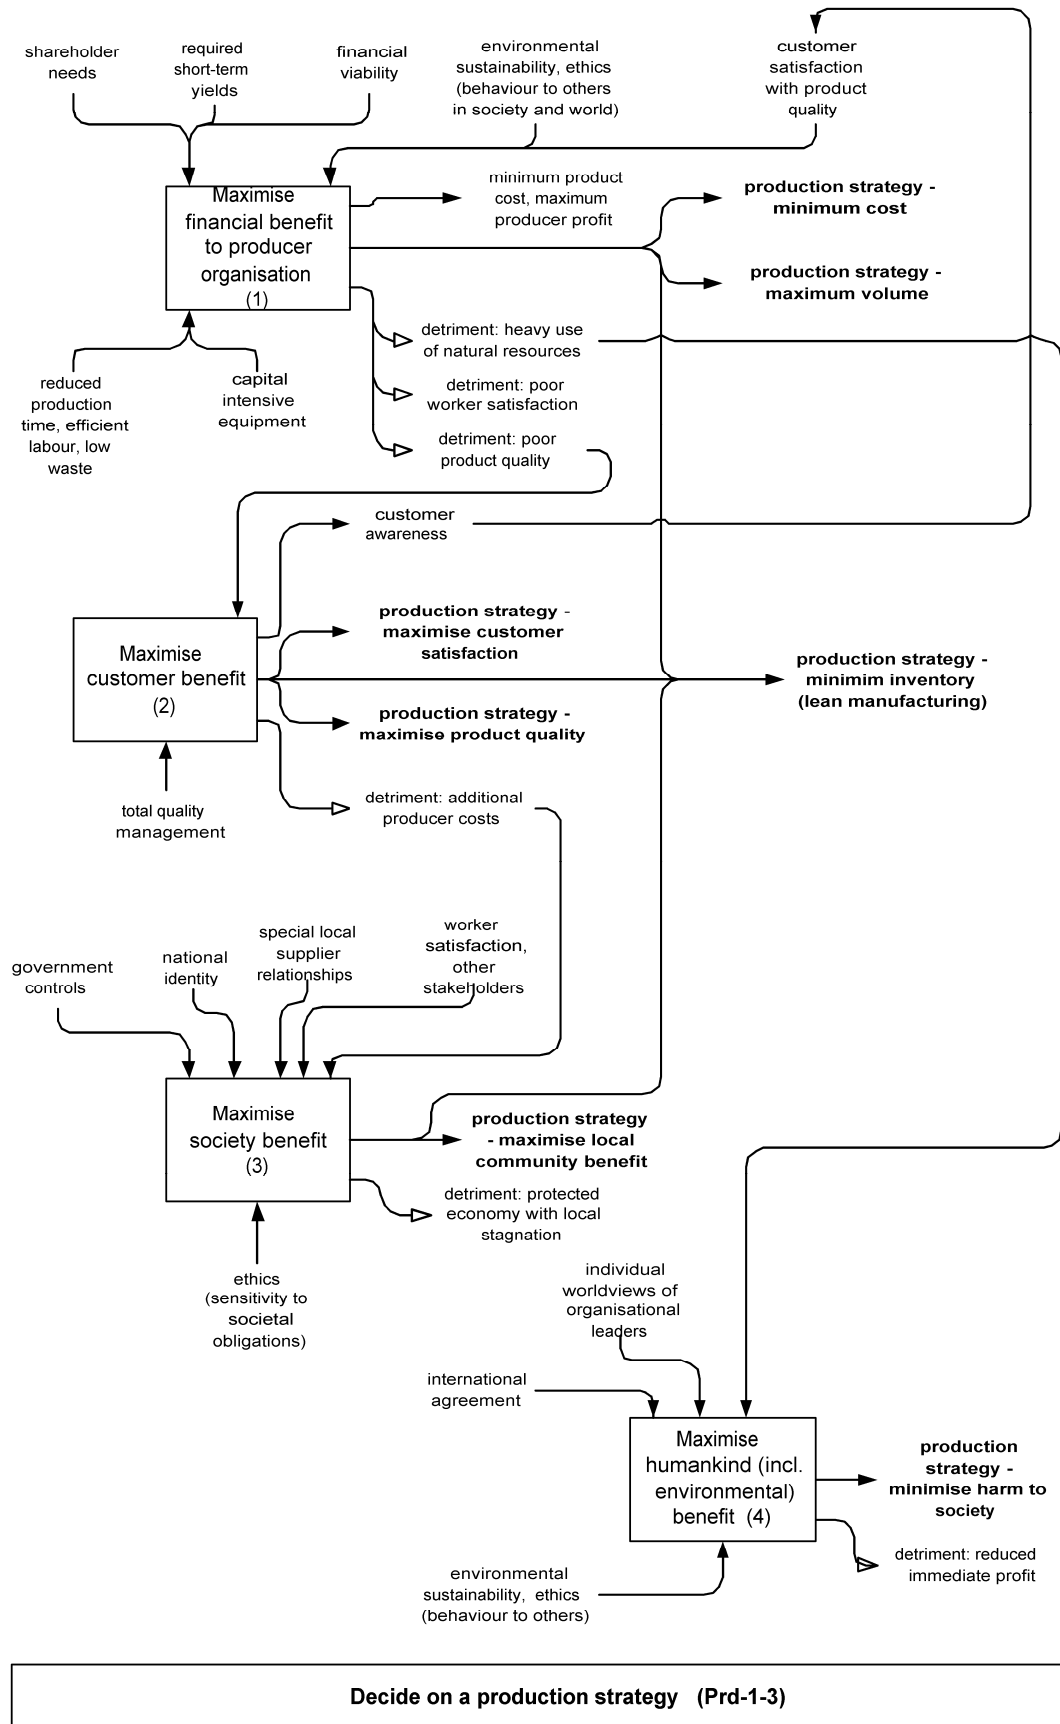 shareholder
needs
required
short-term
yields
financial
viability
environmental
sustainability, ethics
(behaviour to others
in society and world)
customer
satisfaction
with product
quality
Maximise
financial benefit
to producer
organisation
(1)
minimum product
cost, maximum
producer profit
production strategy -
minimum cost
production strategy -
maximum volume
detriment: heavy use
of natural resources
detriment: poor
worker satisfaction
detriment: poor
product quality
reduced
production
time, efficient
labour, low
waste
capital
intensive
equipment
customer
awareness
Maximise
customer benefit
(2)
production strategy -
maximise customer
satisfaction
production strategy -
minimim inventory
(lean manufacturing)
production strategy -
maximise product quality
detriment: additional
producer costs
total quality
management
government
controls
national
identity
special local
supplier
relationships
worker
satisfaction,
other
stakeholders
Maximise
society benefit
(3)
production strategy
- maximise local
community benefit
detriment: protected
economy with local
stagnation
ethics
(sensitivity to
societal
obligations)
individual
worldviews of
organisational
leaders
international
agreement
Maximise
humankind (incl.
environmental)
benefit (4)
production
strategy -
minimise harm to
society
detriment: reduced
immediate profit
environmental
sustainability, ethics
(behaviour to others)
Decide on a production strategy (Prd-1-3)